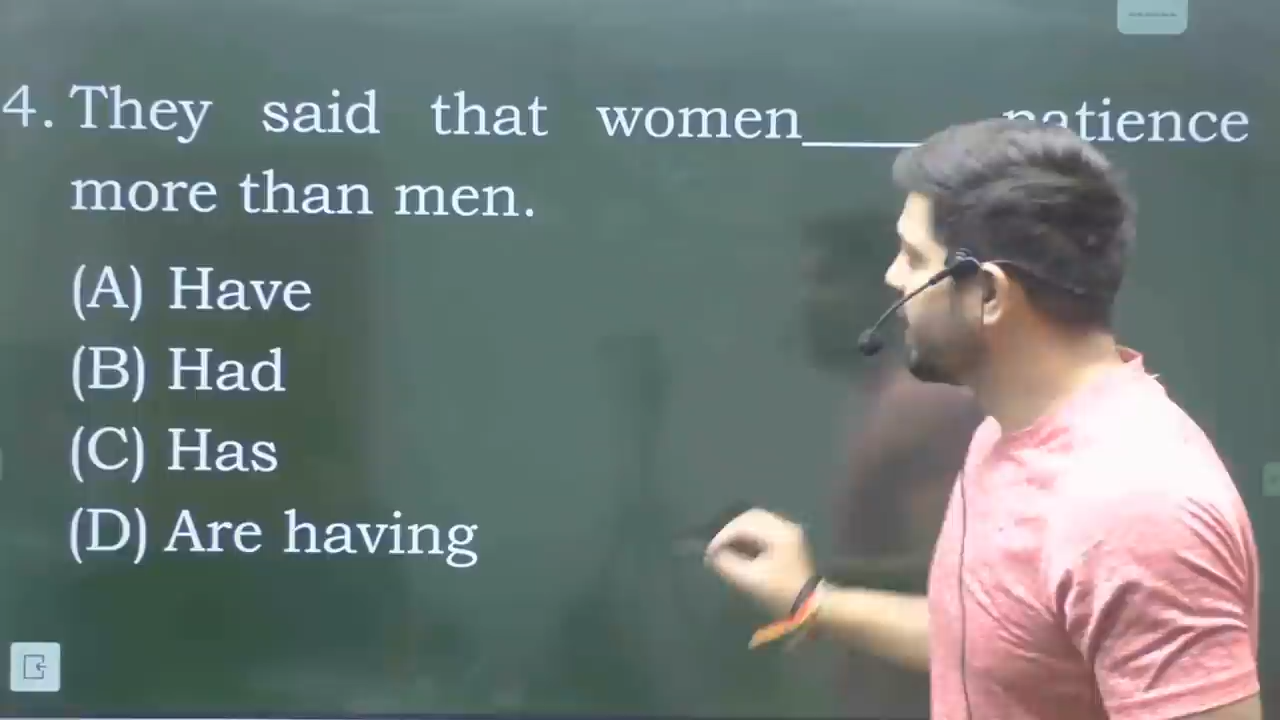 4. They said that women_____ patience
more than men.
(A) Have
(B) Had
(C) Has
(D) Are having